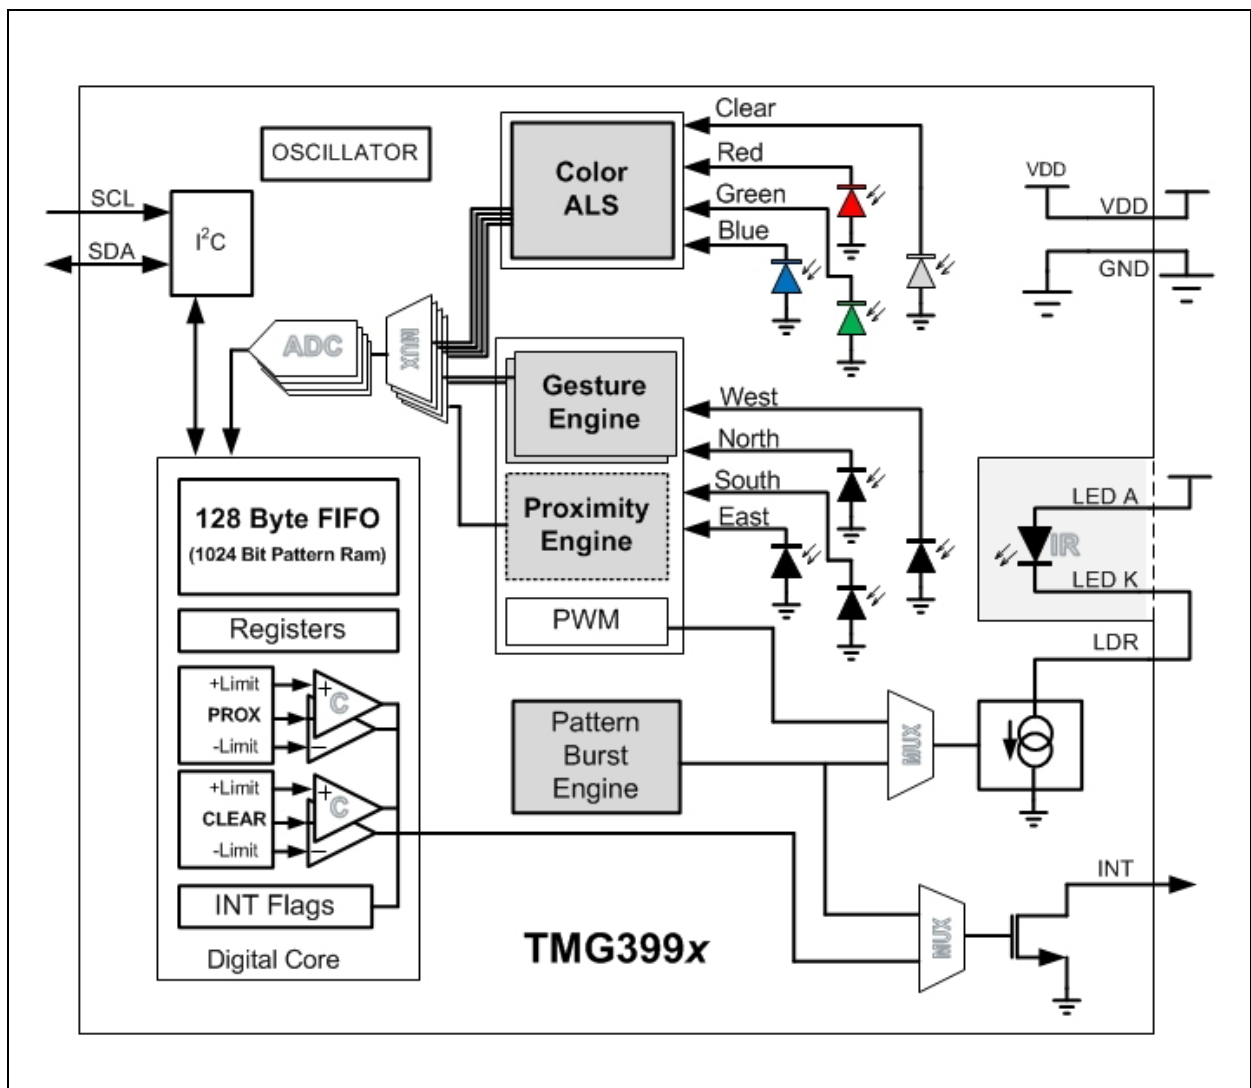 OSCILLATOR
SCL
SDA
I²C
Color
ALS
Clear
Red
Green
Blue
VDD
VDD
GND
ADC
MUX
Gesture
Engine
Proximity
Engine
PWM
West
North
South
East
LED A
IR
LED K
LDR
128 Byte FIFO
(1024 Bit Pattern Ram)
Registers
+Limit
PROX
-Limit
+
C
−
+Limit
CLEAR
-Limit
+
C
−
INT Flags
Digital Core
Pattern
Burst
Engine
MUX
MUX
INT
TMG399x